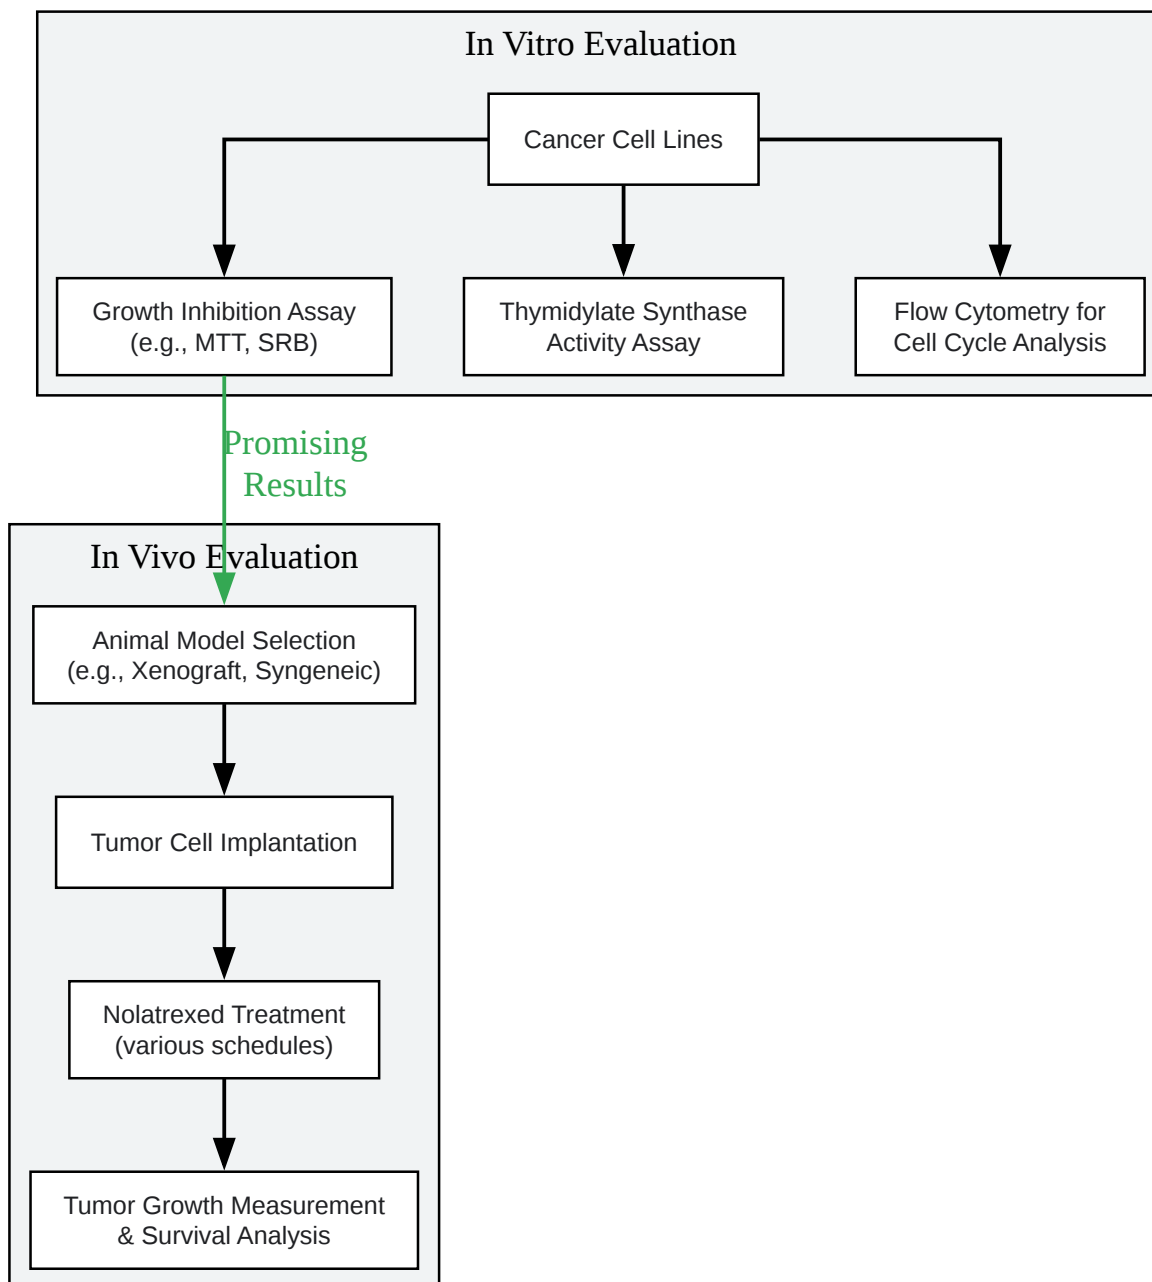 In Vitro Evaluation
Cancer Cell Lines
Growth Inhibition Assay
(e.g., MTT, SRB)
Thymidylate Synthase
Activity Assay
Flow Cytometry for
Cell Cycle Analysis
Promising
Results
In Vivo Evaluation
Animal Model Selection
(e.g., Xenograft, Syngeneic)
Tumor Cell Implantation
Nolatrexed Treatment
(various schedules)
Tumor Growth Measurement
& Survival Analysis